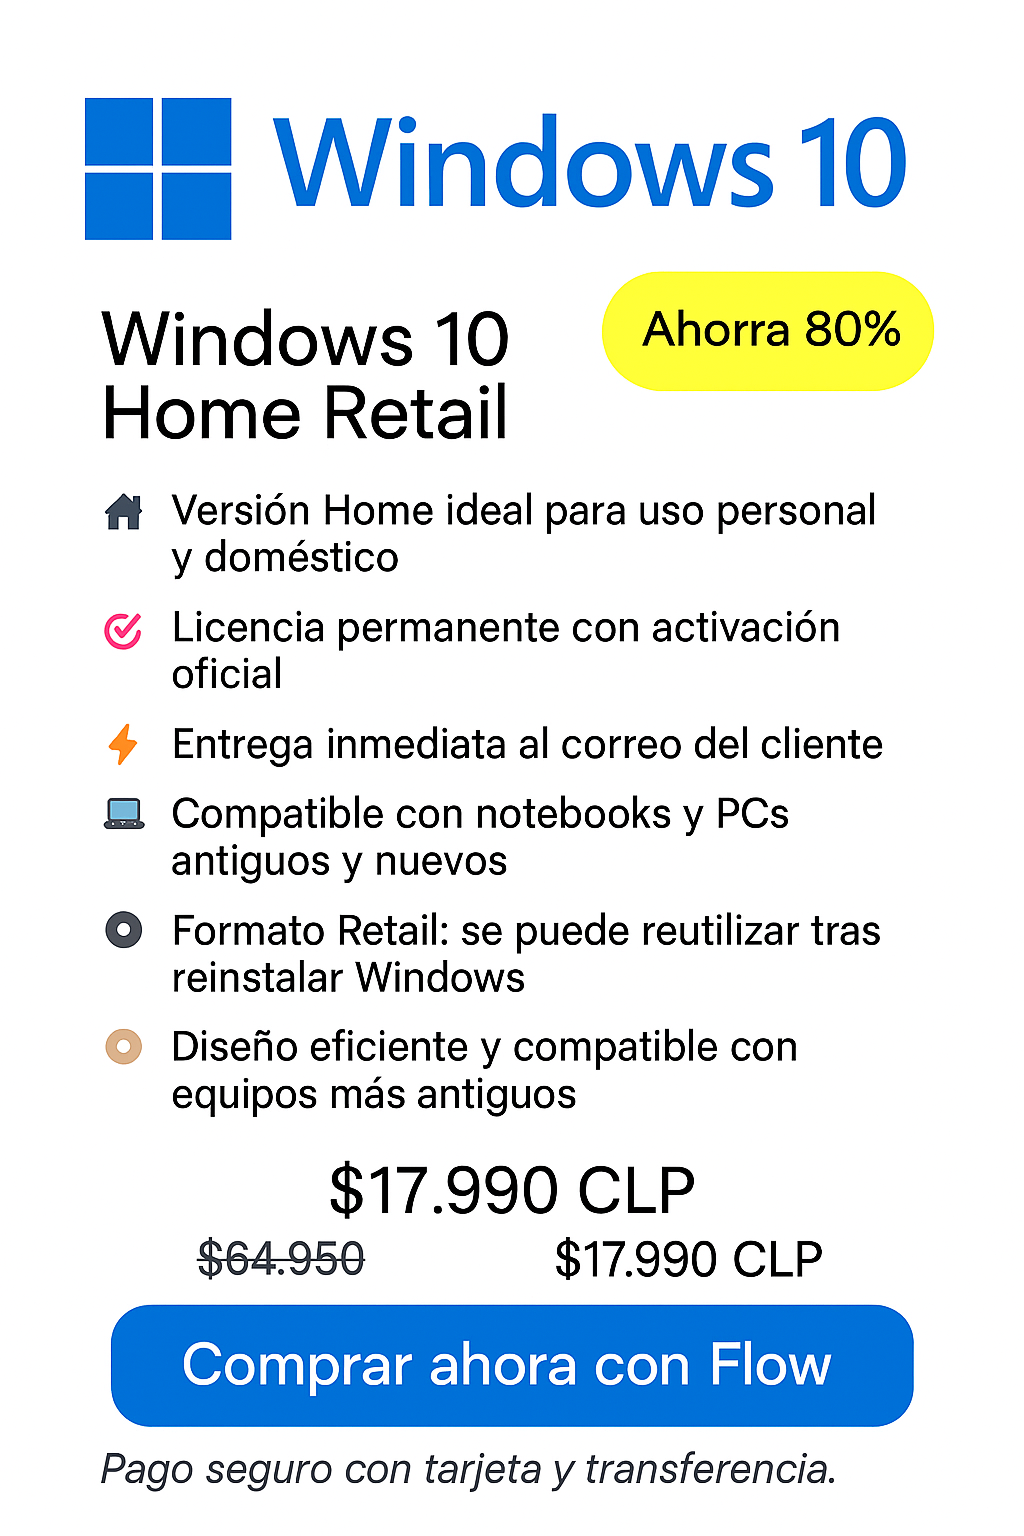 Windows 10
Windows 10
Home Retail
Ahorra 80%
Versión Home ideal para uso personal
y doméstico
Licencia permanente con activación
oficial
Entrega inmediata al correo del cliente
Compatible con notebooks y PCs
antiguos y nuevos
Formato Retail: se puede reutilizar tras
reinstalar Windows
Diseño eficiente y compatible con
equipos más antiguos
$17.990 CLP
$64.950 $17.990 CLP
Comprar ahora con Flow
Pago seguro con tarjeta y transferencia.